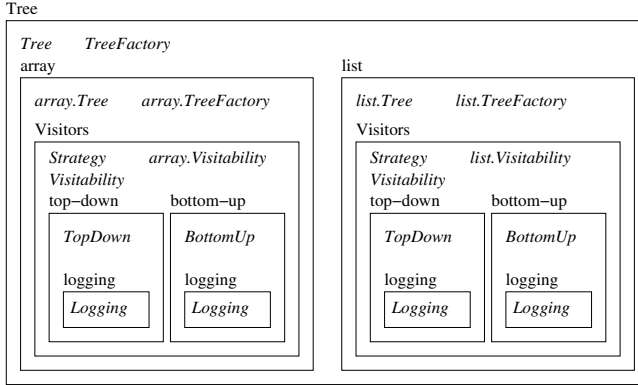 Tree
Tree TreeFactory
array list
array.Tree array.TreeFactory list.Tree list.TreeFactory
Visitors Visitors
Strategy array.Visitability Strategy list.Visitability
Visitability Visitability
top−down bottom−up top−down bottom−up
TopDown BottomUp TopDown BottomUp
logging logging logging logging
Logging Logging Logging Logging